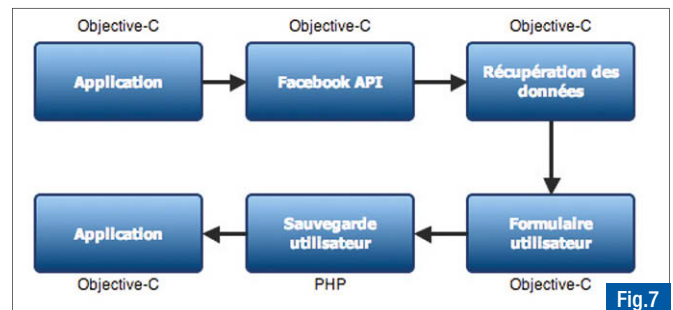 Objective-C
Objective-C
Objective-C
Application
Facebook API
Récupération des
données
Application
Sauvegarde
utilisateur
Formulaire
utilisateur
Objective-C
PHP
Objective-C
Fig.7